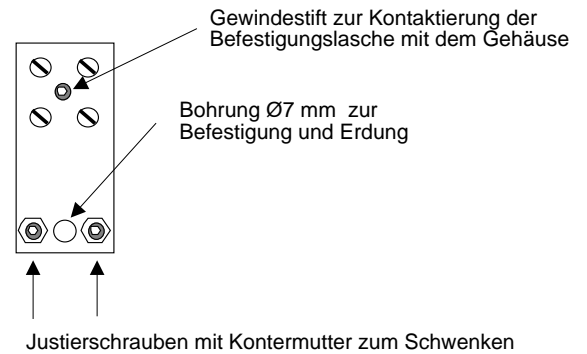 Gewindestift zur Kontaktierung der
Befestigungslasche mit dem Gehäuse
Bohrung Ø7 mm zur
Befestigung und Erdung
Justierschrauben mit Kontermutter zum Schwenken